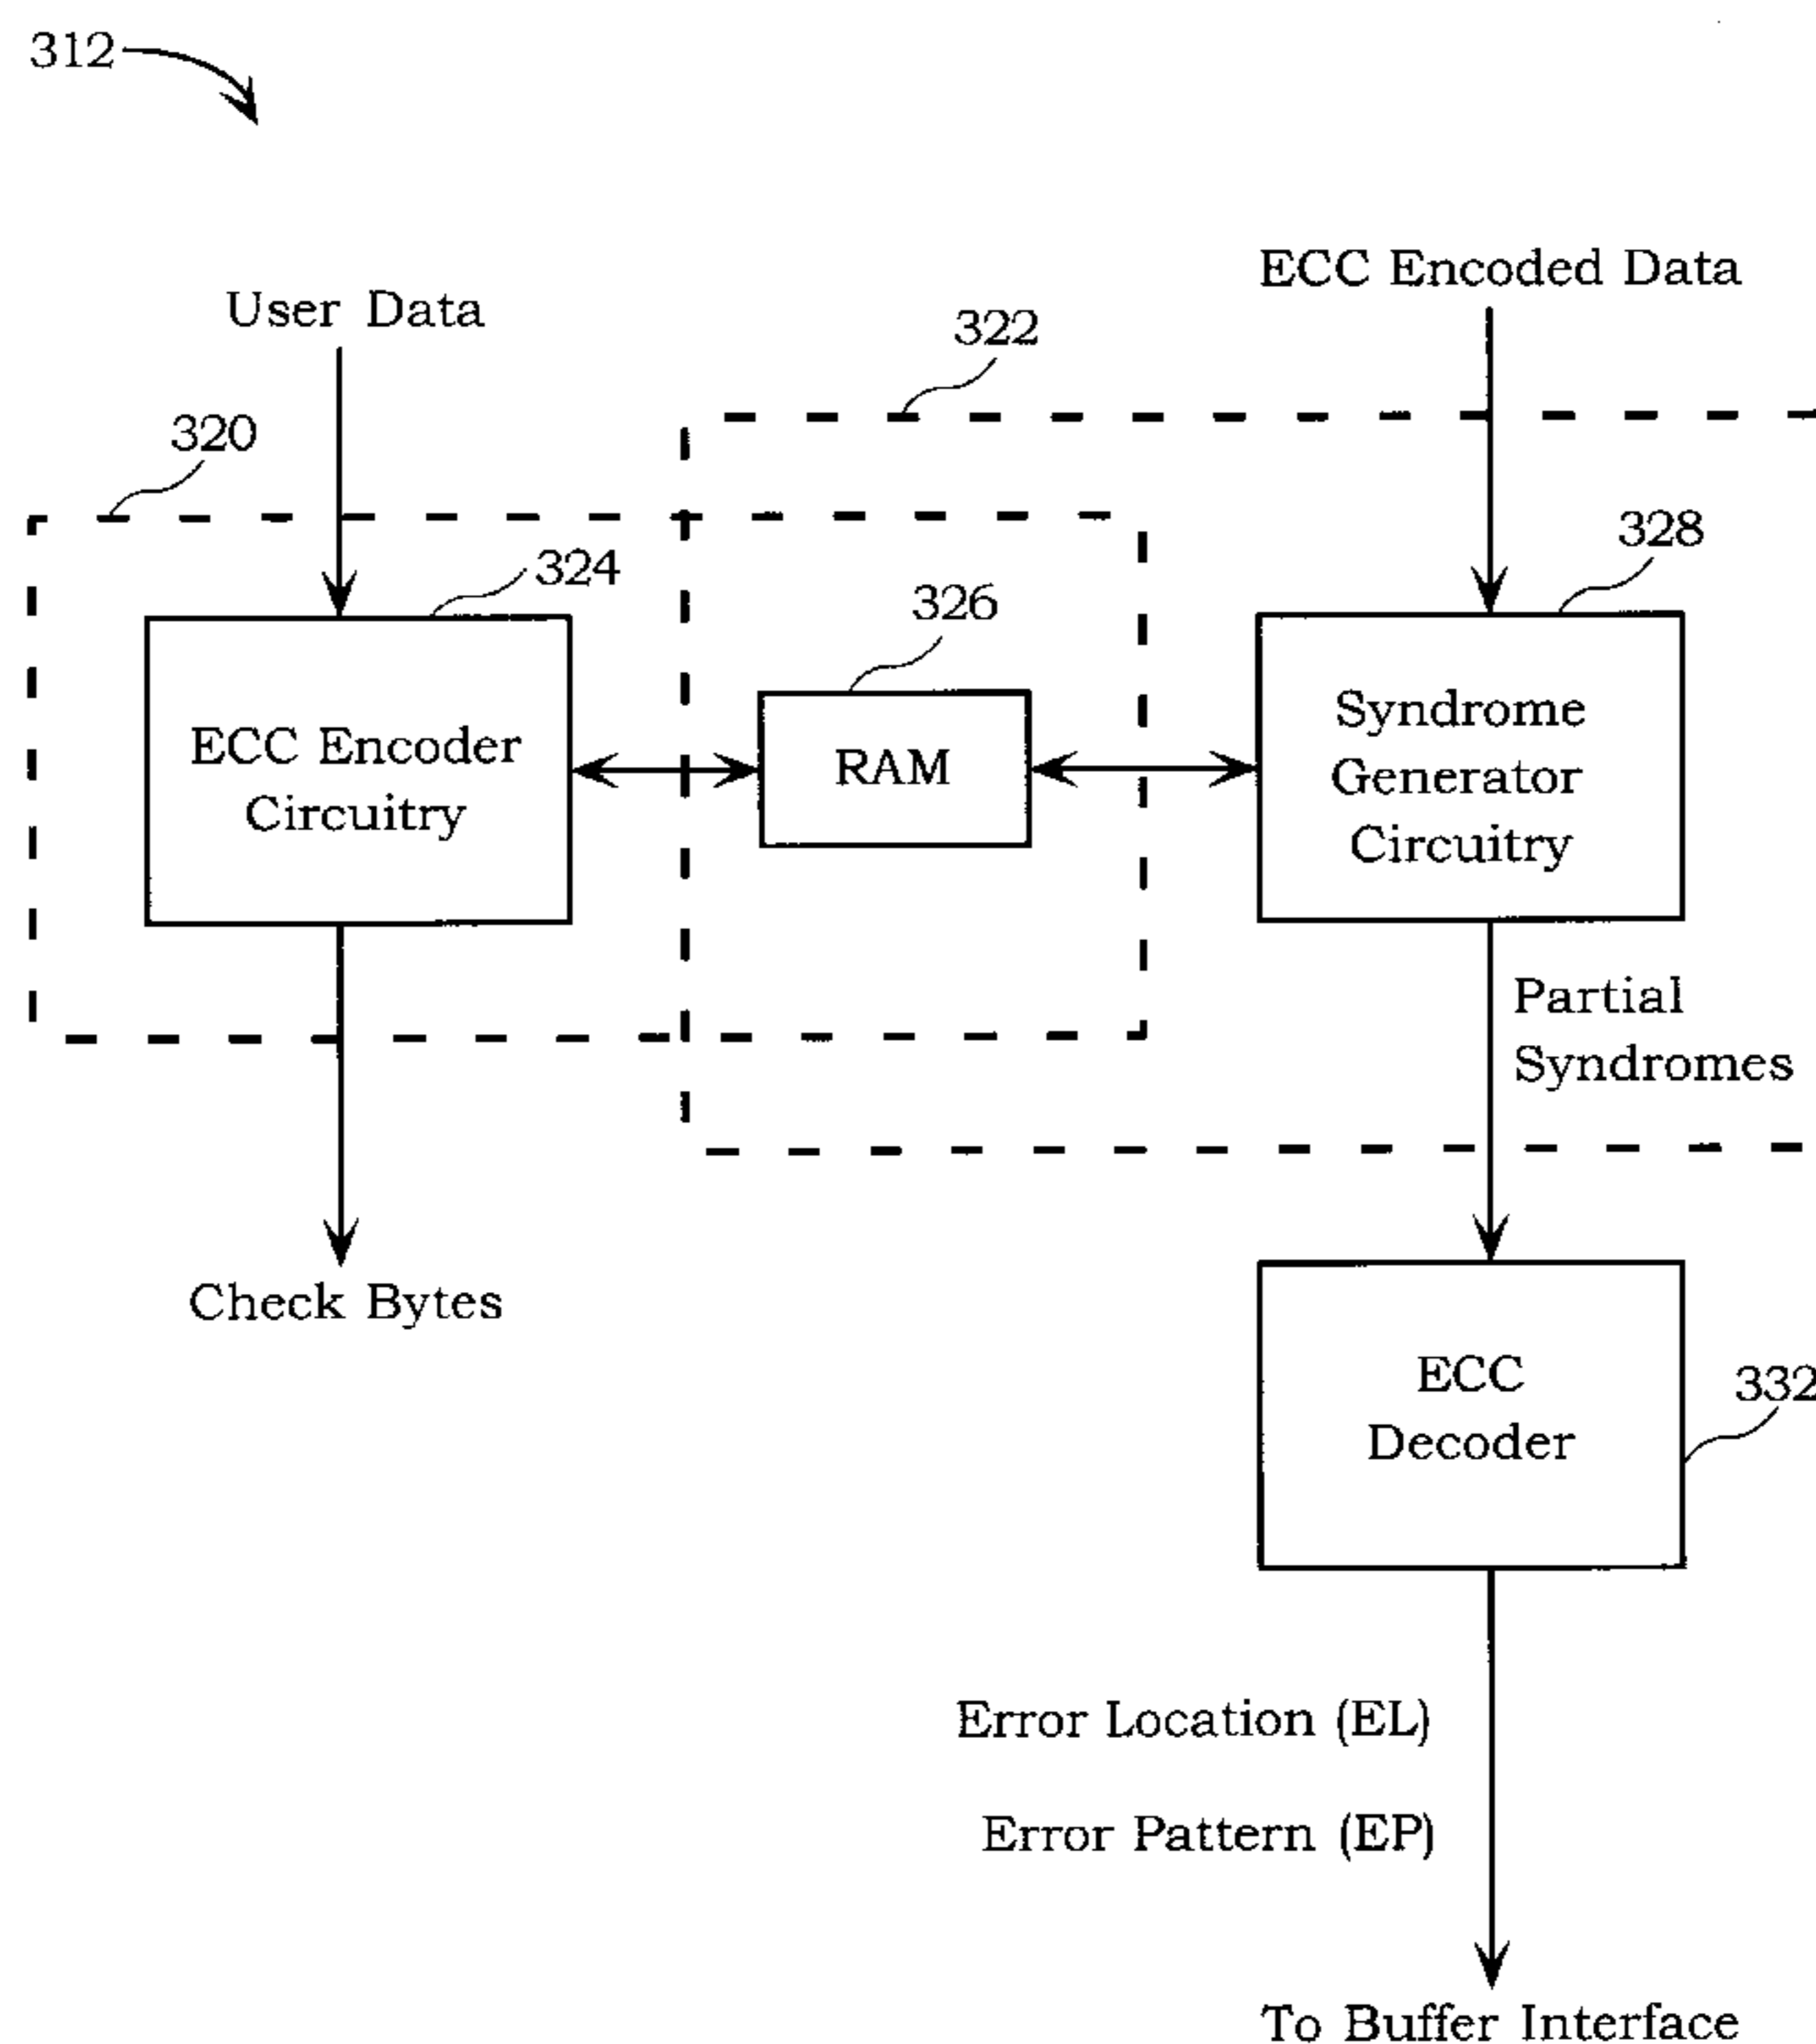 312
User Data
ECC Encoded Data
322
320
324
328
326
ECC Encoder
Circuitry
RAM
Syndrome
Generator
Circuitry
Partial
Syndromes
Check Bytes
ECC
Decoder
332
Error Location (EL)
Error Pattern (EP)
To Buffer Interface